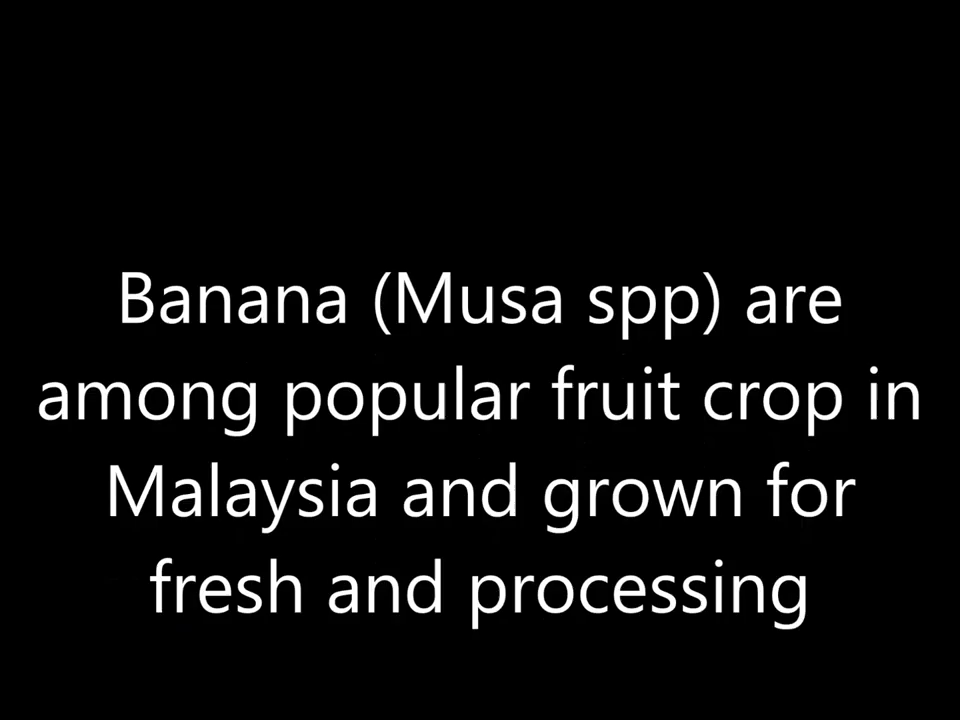 Banana (Musa spp) are
among popular fruit crop in
Malaysia and grown for
fresh and processing